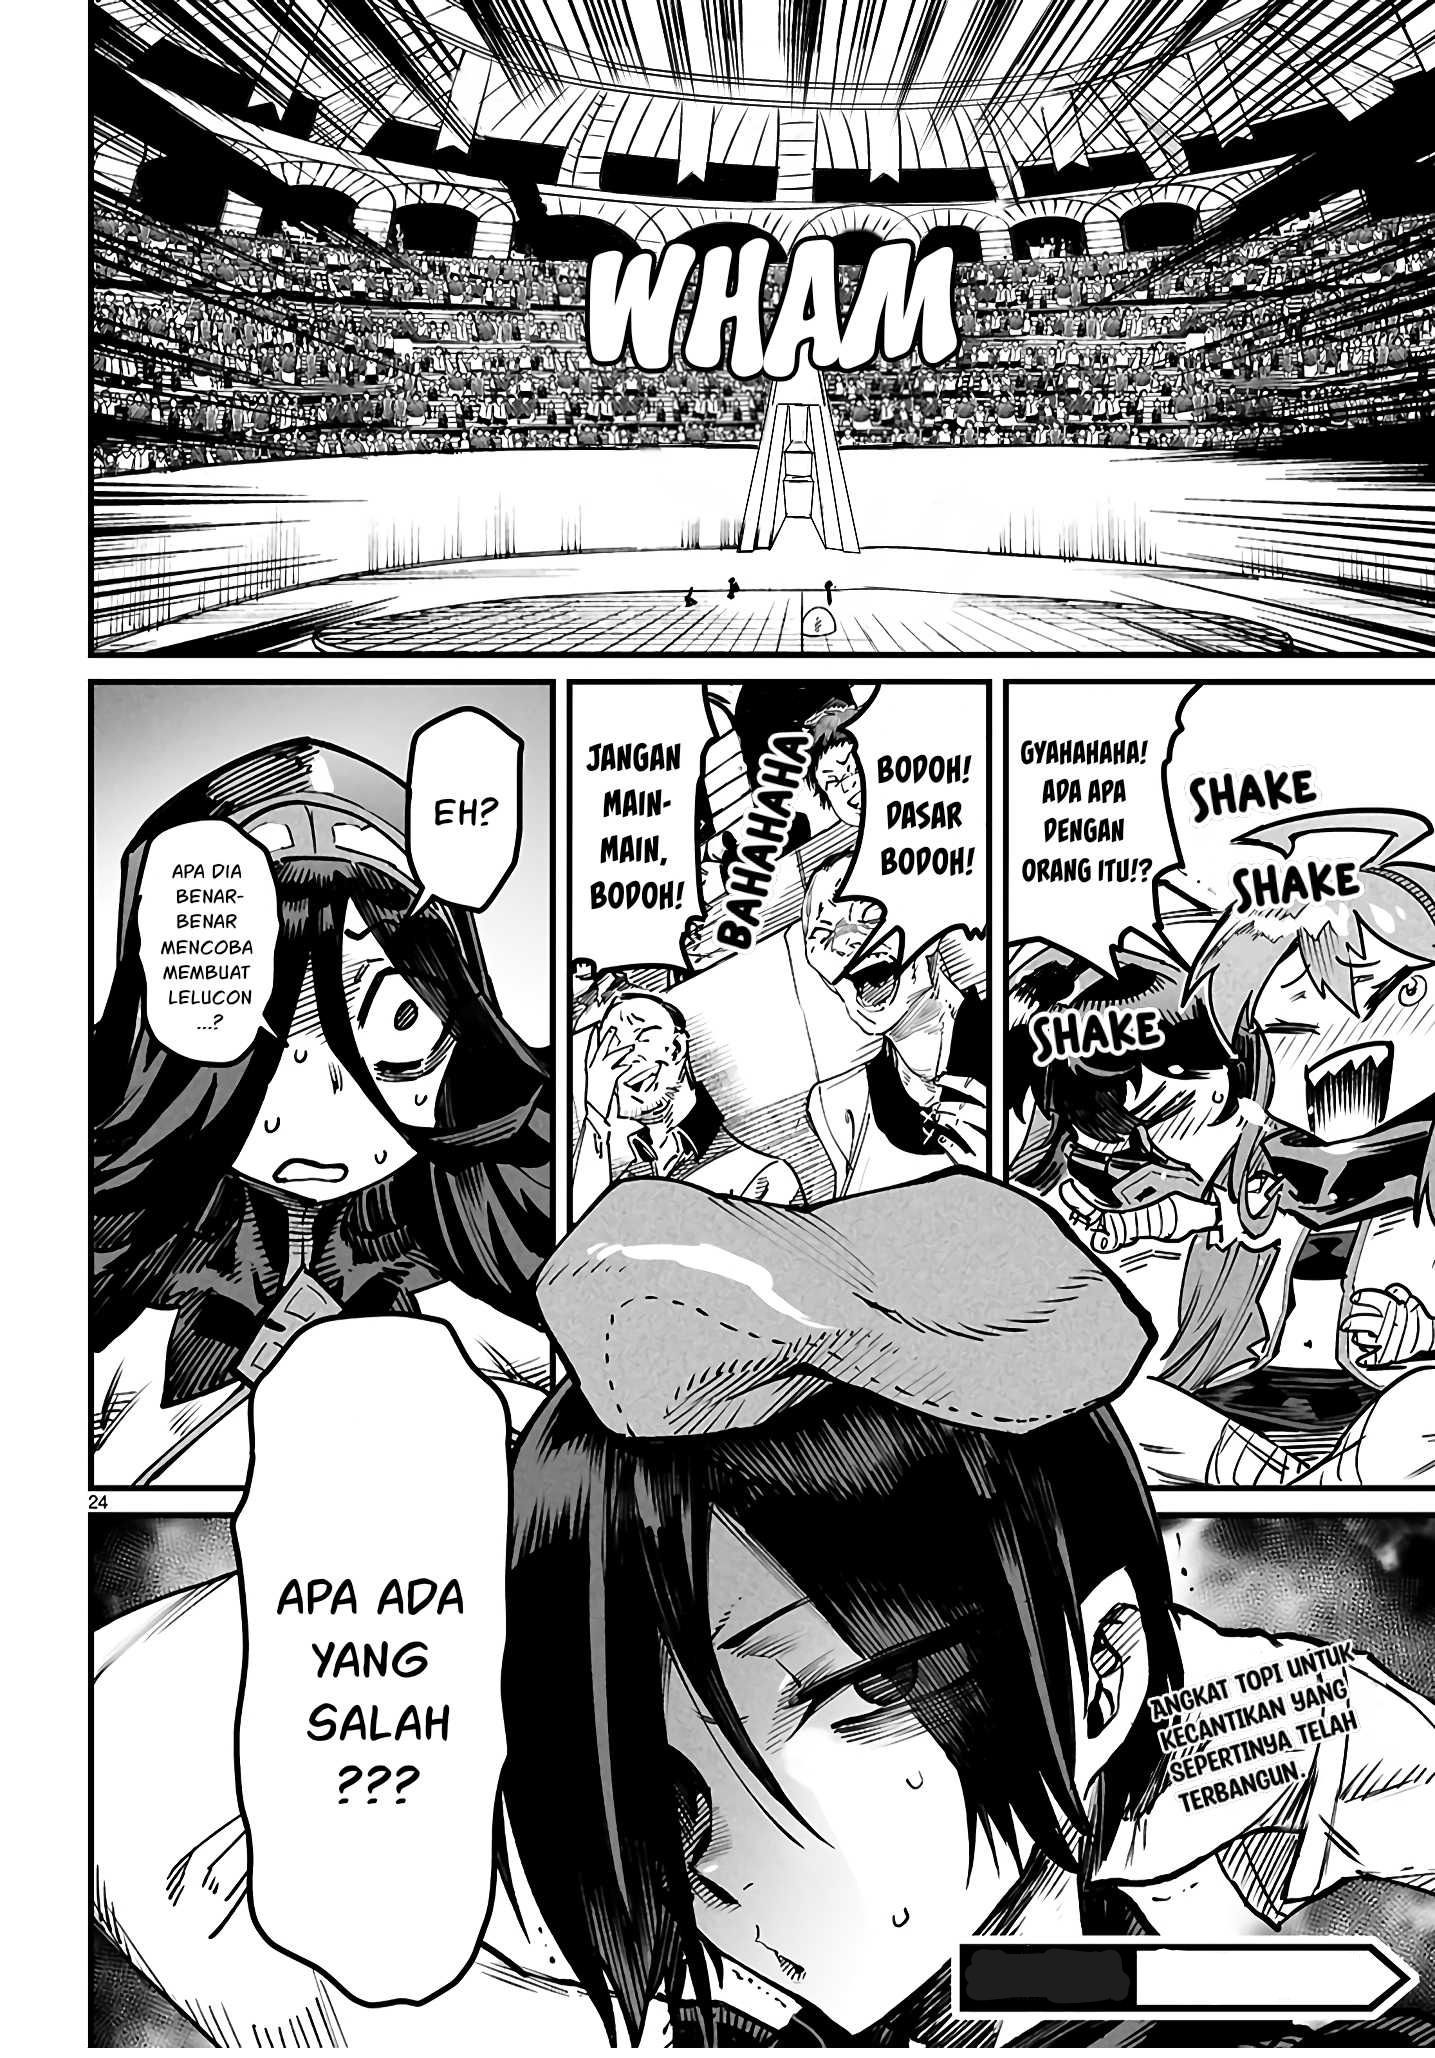 WHAM
GYAHAHAHA!
ADA APA
DENGAN
ORANG ITU!?
SHAKE
SHAKE
SHAKE
BODOH!
DASAR
BODOH!
BAHAHAHA
JANGAN
MAIN-
MAIN,
BODOH!
EH?
APA DIA
BENAR-
BENAR
MENCOBA
MEMBUAT
LELUCON
...?
24
APA ADA
YANG
SALAH
???
ANGKAT TOPI UNTUK
KECANTIKAN YANG
SEPERTINYA TELAH
TERBANGUN.